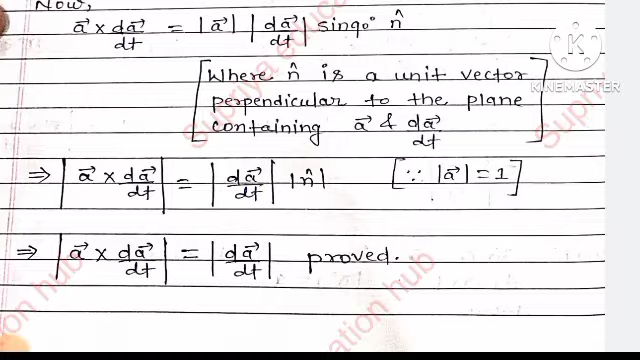 Now,
a⃗ × da⃗/dt = |a⃗| |da⃗/dt| sin90° n̂
[Where n̂ is a unit vector
perpendicular to the plane
containing a⃗ & da⃗/dt]
⇒ |a⃗ × da⃗/dt| = |da⃗/dt| |n̂| [∵ |a⃗| = 1]
⇒ |a⃗ × da⃗/dt| = |da⃗/dt| proved.
KINEMASTER